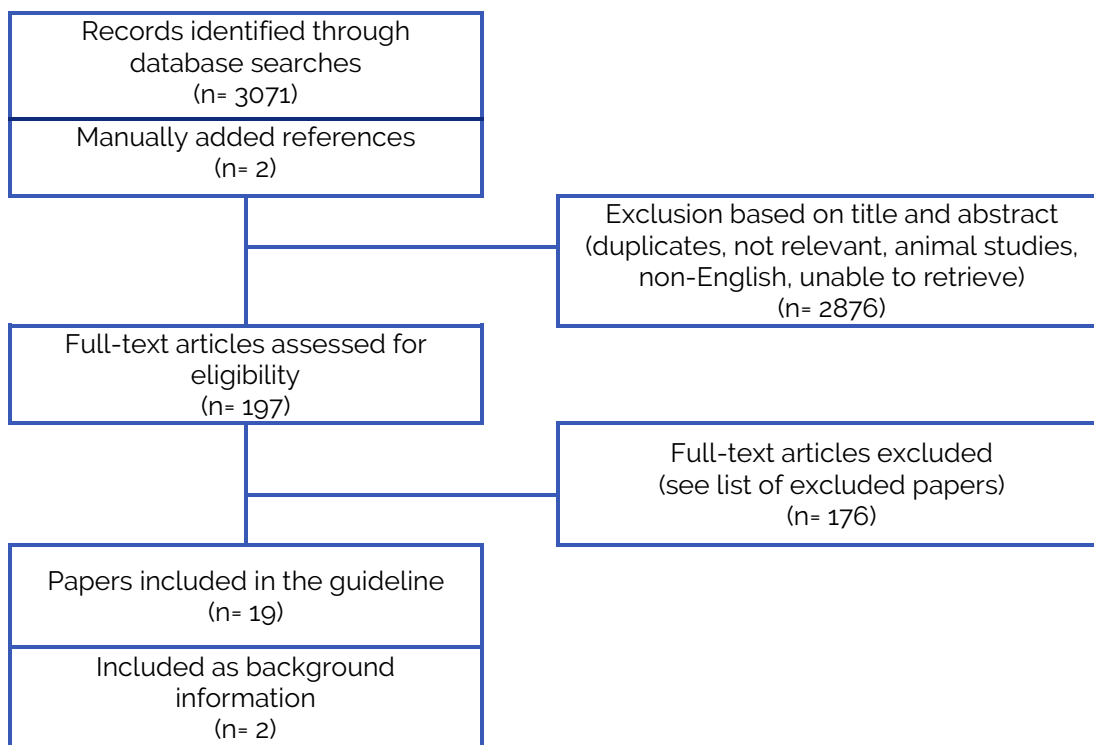 Records identified through
database searches
(n= 3071)
Manually added references
(n= 2)
Exclusion based on title and abstract
(duplicates, not relevant, animal studies,
non-English, unable to retrieve)
(n= 2876)
Full-text articles assessed for
eligibility
(n= 197)
Full-text articles excluded
(see list of excluded papers)
(n= 176)
Papers included in the guideline
(n= 19)
Included as background
information
(n= 2)